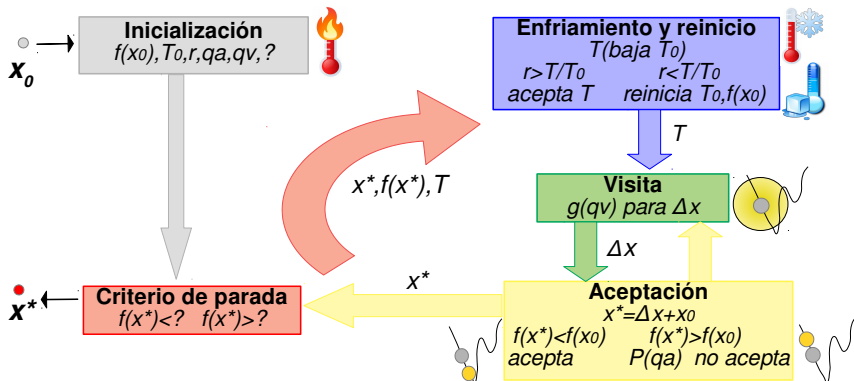 Inicialización
f(x₀),T₀,r,qa,qv,?
x₀
Enfriamiento y reinicio
T(baja T₀)
r>T/T₀ r<T/T₀
acepta T reinicia T₀,f(x₀)
T
x*,f(x*),T
Visita
g(qv) para Δx
Δx
x*
Aceptación
x*=Δx+x₀
f(x*)<f(x₀) f(x*)>f(x₀)
acepta P(qa) no acepta
Criterio de parada
f(x*)<? f(x*)>?
x*